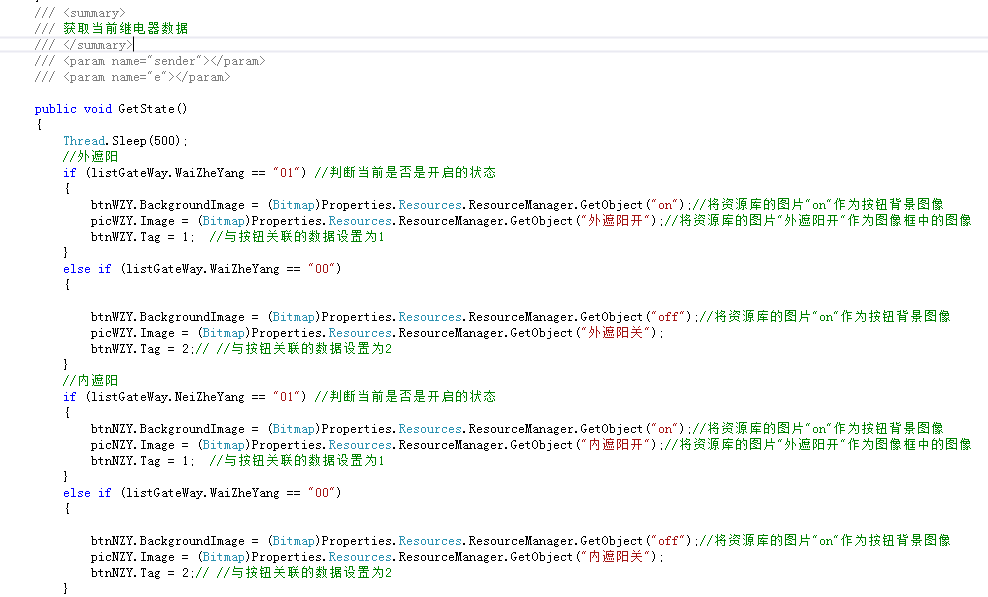 /// <summary>
/// 获取当前继电器数据
/// </summary>
/// <param name="sender"></param>
/// <param name="e"></param>
public void GetState()
{
Thread.Sleep(500);
//外遮阳
if (listGateWay.WaiZheYang == "01") //判断当前是否是开启的状态
{
btnWZY.BackgroundImage = (Bitmap)Properties.Resources.ResourceManager.GetObject("on");//将资源库的图片"on"作为按钮背景图像
picWZY.Image = (Bitmap)Properties.Resources.ResourceManager.GetObject("外遮阳开");//将资源库的图片"外遮阳开"作为图像框中的图像
btnWZY.Tag = 1;  //与按钮关联的数据设置为1
}
else if (listGateWay.WaiZheYang == "00")
{
btnWZY.BackgroundImage = (Bitmap)Properties.Resources.ResourceManager.GetObject("off");//将资源库的图片"on"作为按钮背景图像
picWZY.Image = (Bitmap)Properties.Resources.ResourceManager.GetObject("外遮阳关");
btnWZY.Tag = 2;// //与按钮关联的数据设置为2
}
//内遮阳
if (listGateWay.NeiZheYang == "01") //判断当前是否是开启的状态
{
btnNZY.BackgroundImage = (Bitmap)Properties.Resources.ResourceManager.GetObject("on");//将资源库的图片"on"作为按钮背景图像
picNZY.Image = (Bitmap)Properties.Resources.ResourceManager.GetObject("内遮阳开");//将资源库的图片"外遮阳开"作为图像框中的图像
btnNZY.Tag = 1;  //与按钮关联的数据设置为1
}
else if (listGateWay.WaiZheYang == "00")
{
btnNZY.BackgroundImage = (Bitmap)Properties.Resources.ResourceManager.GetObject("off");//将资源库的图片"on"作为按钮背景图像
picNZY.Image = (Bitmap)Properties.Resources.ResourceManager.GetObject("内遮阳关");
btnNZY.Tag = 2;// //与按钮关联的数据设置为2
}